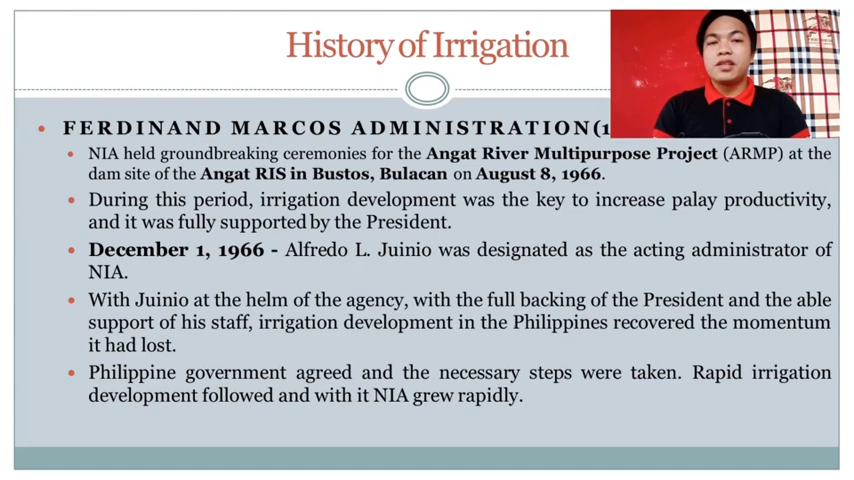 History of Irrigation
FERDINAND MARCOS ADMINISTRATION(1
NIA held groundbreaking ceremonies for the Angat River Multipurpose Project (ARMP) at the
dam site of the Angat RIS in Bustos, Bulacan on August 8, 1966.
During this period, irrigation development was the key to increase palay productivity,
and it was fully supported by the President.
December 1, 1966 - Alfredo L. Juinio was designated as the acting administrator of
NIA.
With Juinio at the helm of the agency, with the full backing of the President and the able
support of his staff, irrigation development in the Philippines recovered the momentum
it had lost.
Philippine government agreed and the necessary steps were taken. Rapid irrigation
development followed and with it NIA grew rapidly.